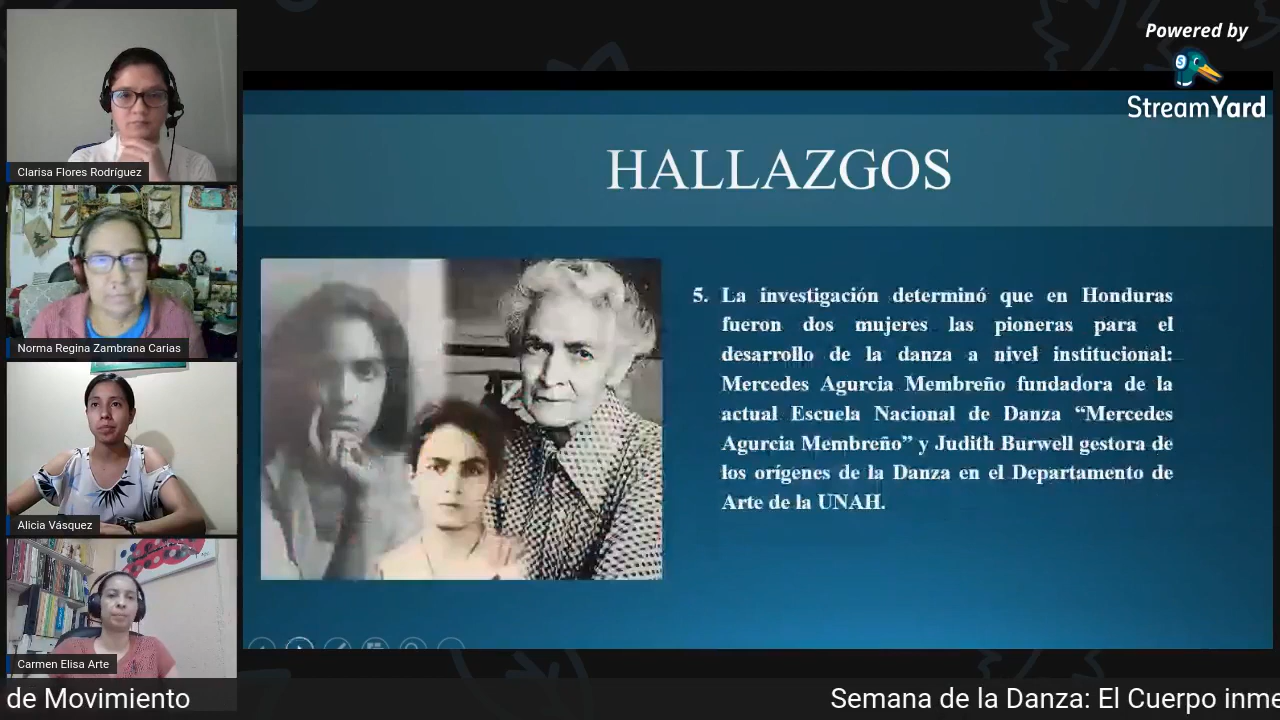 Powered by
StreamYard
Clarisa Flores Rodríguez
Norma Regina Zambrana Carias
Alicia Vásquez
Carmen Elisa Arte
HALLAZGOS
5. La investigación determinó que en Honduras
fueron dos mujeres las pioneras para el
desarrollo de la danza a nivel institucional:
Mercedes Agurcia Membreño fundadora de la
actual Escuela Nacional de Danza “Mercedes
Agurcia Membreño” y Judith Burwell gestora de
los orígenes de la Danza en el Departamento de
Arte de la UNAH.
de Movimiento
Semana de la Danza: El Cuerpo inme